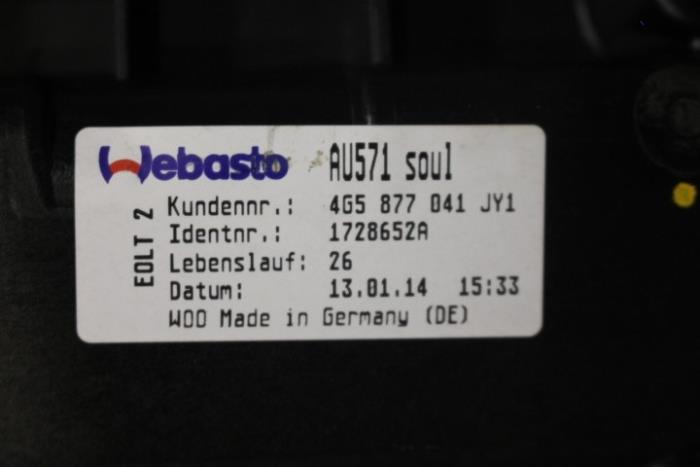 Webasto AU571 soul
EOLT 2
Kundennr.: 4G5 877 041 JY1
Identnr.: 1728652A
Lebenslauf: 26
Datum: 13.01.14 15:33
WOO Made in Germany (DE)